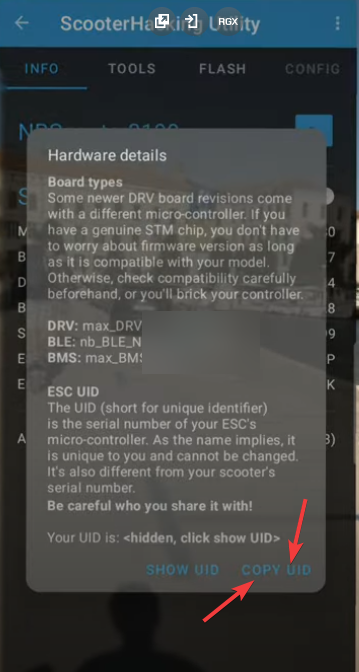 RGX
ScooterHacking Utility
INFO TOOLS FLASH CONFIG
Hardware details
Board types
Some newer DRV board revisions come
with a different micro-controller. If you
have a genuine STM chip, you don't have
to worry about firmware version as long
as it is compatible with your model.
Otherwise, check compatibility carefully
beforehand, or you'll brick your controller.
DRV: max_DRV
BLE: nb_BLE_N
BMS: max_BMS
ESC UID
The UID (short for unique identifier)
is the serial number of your ESC's
micro-controller. As the name implies, it
is unique to you and cannot be changed.
It's also different from your scooter's
serial number.
Be careful who you share it with!
Your UID is: <hidden, click show UID>
SHOW UID COPY UID